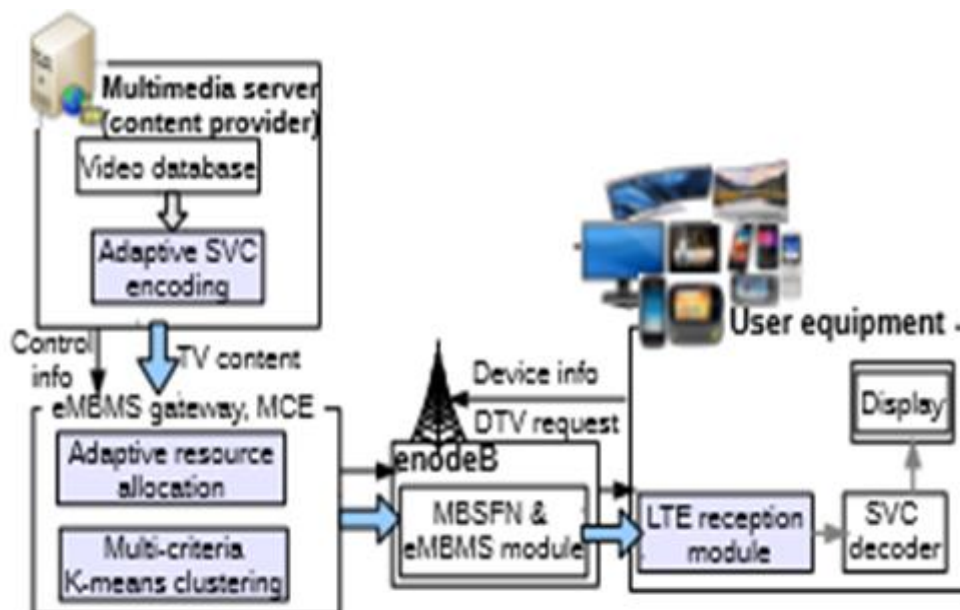 Multimedia server
(content provider)
Video database
Adaptive SVC
encoding
Control
info
TV content
eMBMS gateway, MCE
Adaptive resource
allocation
Multi-criteria
K-means clustering
Device info
DTV request
enodeB
MBSFN &
eMBMS module
User equipment
LTE reception
module
SVC
decoder
Display